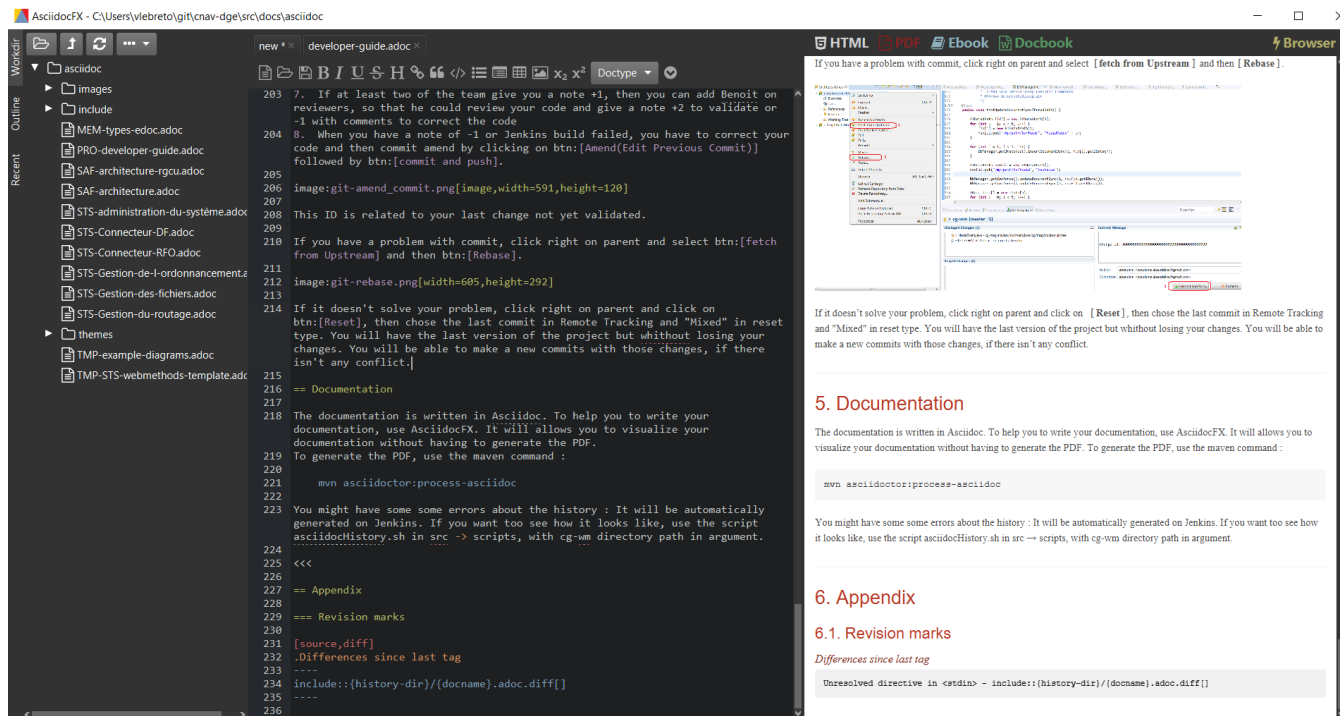 AsciidocFX - C:\Users\vlebreto\git\cnav-dge\src\docs\asciidoc
Workdir
Outline
Recent
asciidoc
images
include
MEM-types-edoc.adoc
PRO-developer-guide.adoc
SAF-architecture-rgcu.adoc
SAF-architecture.adoc
STS-administration-du-système.adoc
STS-Connecteur-DF.adoc
STS-Connecteur-RFO.adoc
STS-Gestion-de-l-ordonnancement.a
STS-Gestion-des-fichiers.adoc
STS-Gestion-du-routage.adoc
themes
TMP-example-diagrams.adoc
TMP-STS-webmethods-template.adc
new * ×
developer-guide.adoc ×
B I U S H </> x₂ x² Doctype
203 7. If at least two of the team give you a note +1, then you can add Benoit on
reviewers, so that he could review your code and give a note +2 to validate or
-1 with comments to correct the code
204 8. When you have a note of -1 or Jenkins build failed, you have to correct your
code and then commit amend by clicking on btn:[Amend(Edit Previous Commit)]
followed by btn:[commit and push].
205
206 image:git-amend_commit.png[image,width=591,height=120]
207
208 This ID is related to your last change not yet validated.
209
210 If you have a problem with commit, click right on parent and select btn:[fetch
from Upstream] and then btn:[Rebase].
211
212 image:git-rebase.png[width=605,height=292]
213
214 If it doesn't solve your problem, click right on parent and click on
btn:[Reset], then chose the last commit in Remote Tracking and "Mixed" in reset
type. You will have the last version of the project but whithout losing your
changes. You will be able to make a new commits with those changes, if there
isn't any conflict.
215
216 == Documentation
217
218 The documentation is written in Asciidoc. To help you to write your
documentation, use AsciidocFX. It will allows you to visualize your
documentation without having to generate the PDF.
219 To generate the PDF, use the maven command :
220
221 mvn asciidoctor:process-asciidoc
222
223 You might have some some errors about the history : It will be automatically
generated on Jenkins. If you want too see how it looks like, use the script
asciidocHistory.sh in src -> scripts, with cg-wm directory path in argument.
224
225 <<<
226
227 == Appendix
228
229 === Revision marks
230
231 [source,diff]
232 .Differences since last tag
233 ----
234 include::{history-dir}/{docname}.adoc.diff[]
235 ----
236
HTML PDF Ebook Docbook Browser
If you have a problem with commit, click right on parent and select [fetch from Upstream] and then [Rebase].
If it doesn't solve your problem, click right on parent and click on [Reset], then chose the last commit in Remote Tracking
and "Mixed" in reset type. You will have the last version of the project but whithout losing your changes. You will be able to
make a new commits with those changes, if there isn't any conflict.
5. Documentation
The documentation is written in Asciidoc. To help you to write your documentation, use AsciidocFX. It will allows you to
visualize your documentation without having to generate the PDF. To generate the PDF, use the maven command :
mvn asciidoctor:process-asciidoc
You might have some some errors about the history : It will be automatically generated on Jenkins. If you want too see how
it looks like, use the script asciidocHistory.sh in src → scripts, with cg-wm directory path in argument.
6. Appendix
6.1. Revision marks
Differences since last tag
Unresolved directive in <stdin> - include::{history-dir}/{docname}.adoc.diff[]